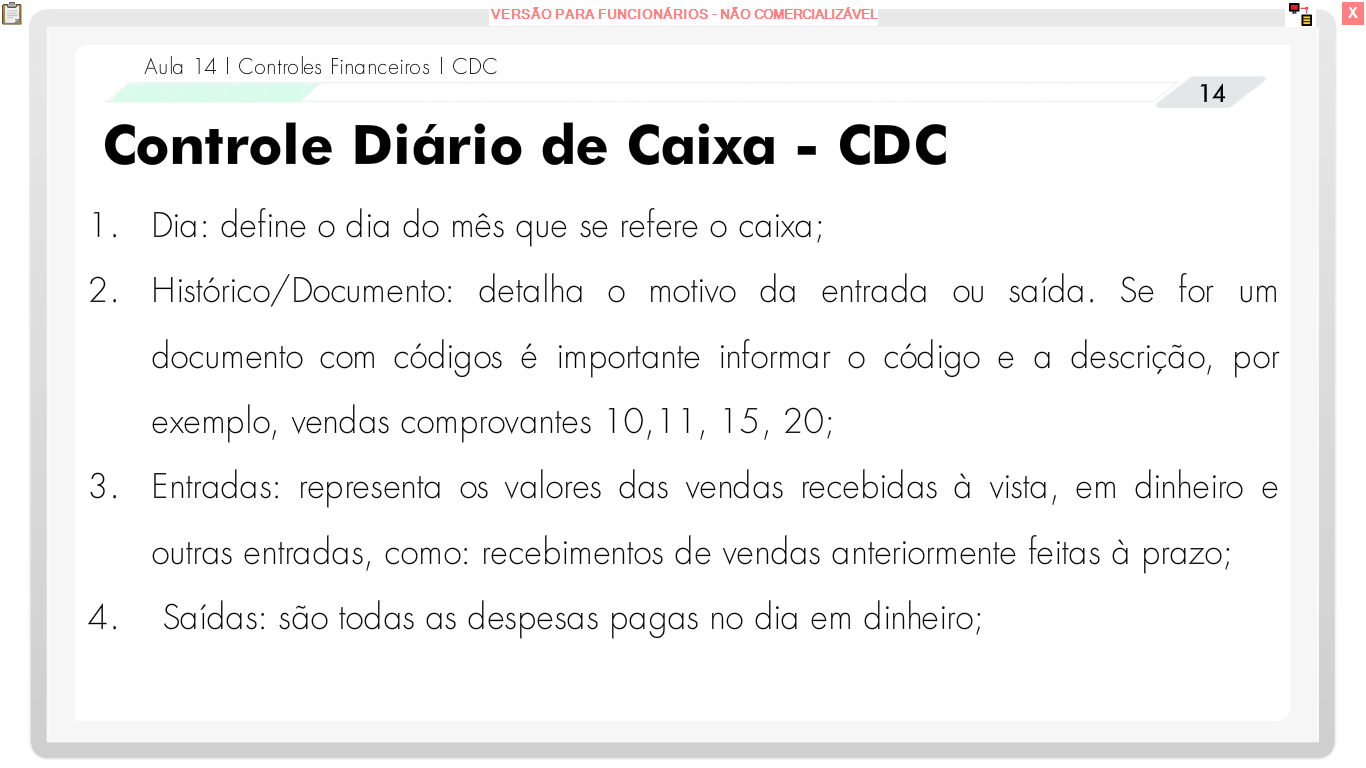 VERSÃO PARA FUNCIONÁRIOS - NÃO COMERCIALIZÁVEL
X
Aula 14 | Controles Financeiros | CDC
14
Controle Diário de Caixa - CDC
1. Dia: define o dia do mês que se refere o caixa;
2. Histórico/Documento: detalha o motivo da entrada ou saída. Se for um
documento com códigos é importante informar o código e a descrição, por
exemplo, vendas comprovantes 10,11, 15, 20;
3. Entradas: representa os valores das vendas recebidas à vista, em dinheiro e
outras entradas, como: recebimentos de vendas anteriormente feitas à prazo;
4. Saídas: são todas as despesas pagas no dia em dinheiro;